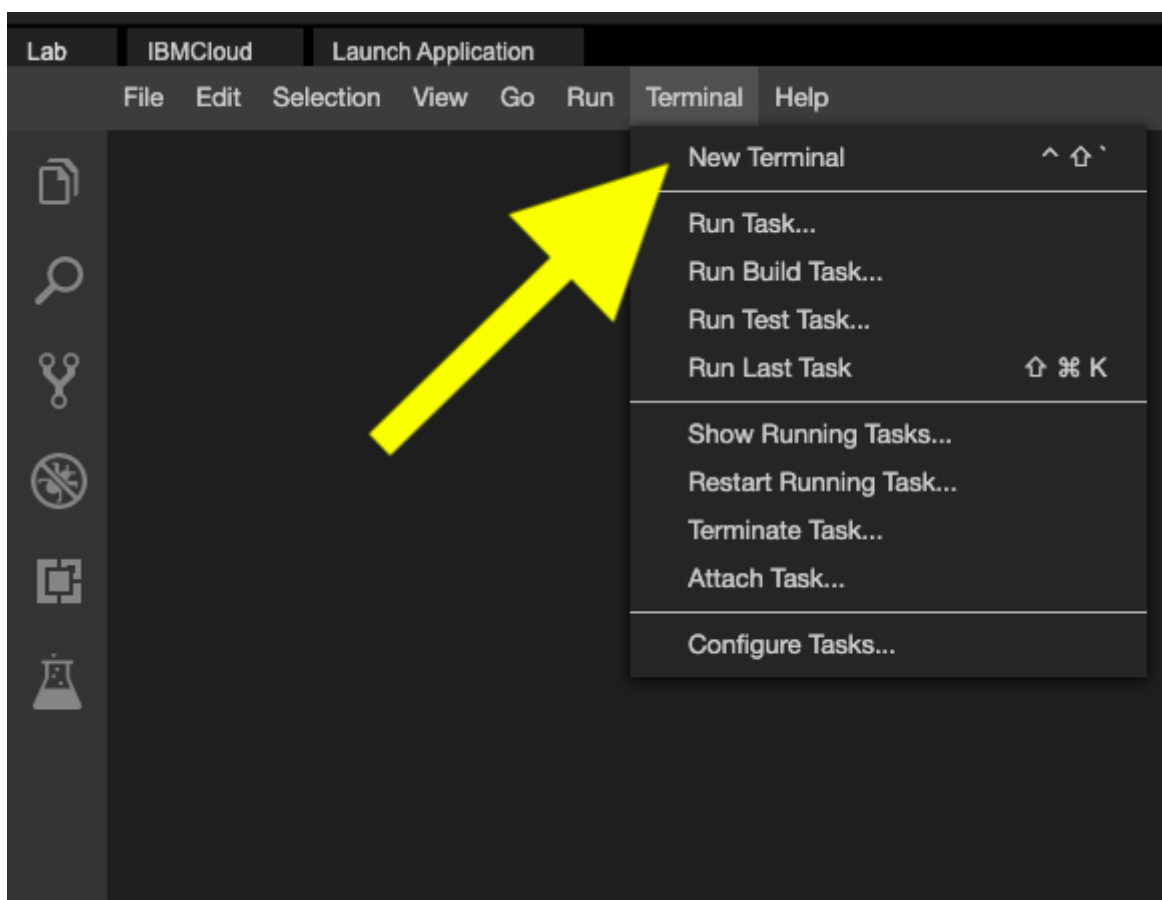 Lab IBMCloud Launch Application
File Edit Selection View Go Run Terminal Help
New Terminal ^ ⇧ `
Run Task...
Run Build Task...
Run Test Task...
Run Last Task ⇧ ⌘ K
Show Running Tasks...
Restart Running Task...
Terminate Task...
Attach Task...
Configure Tasks...